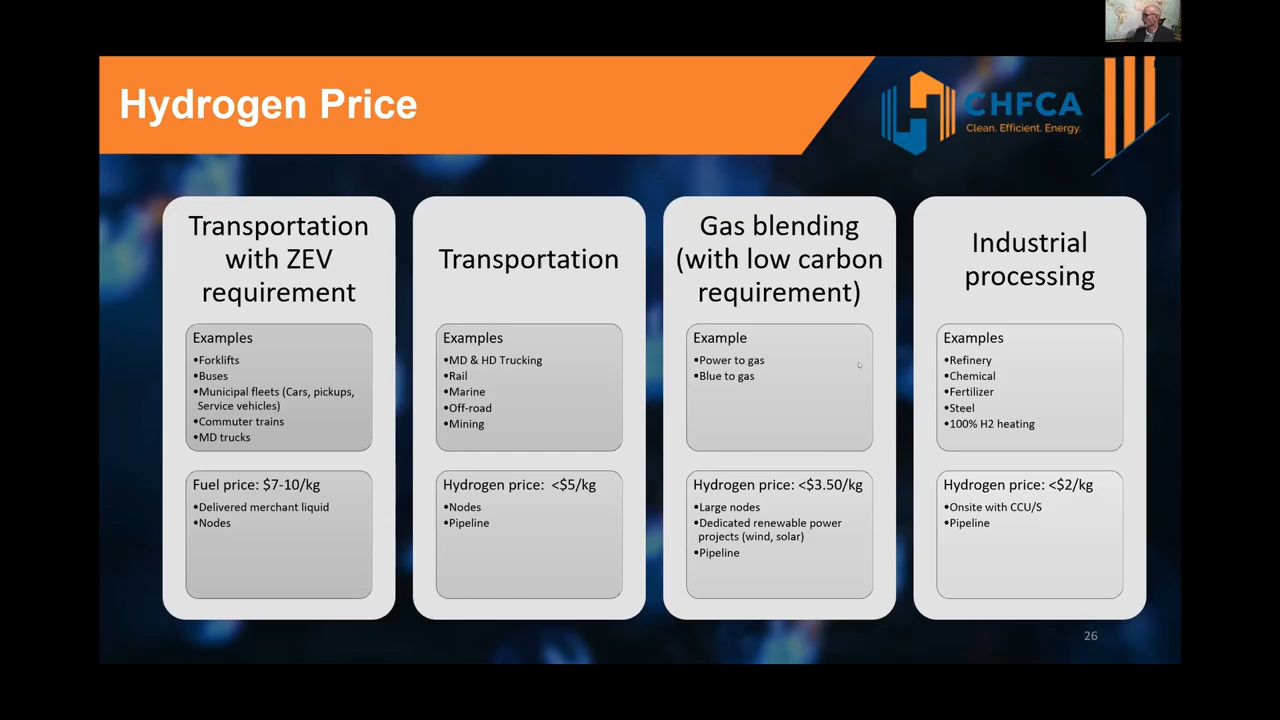 Hydrogen Price
CHFCA
Clean. Efficient. Energy.
Transportation
with ZEV
requirement
Examples
•Forklifts
•Buses
•Municipal fleets (Cars, pickups,
Service vehicles)
•Commuter trains
•MD trucks
Fuel price: $7-10/kg
•Delivered merchant liquid
•Nodes
Transportation
Examples
•MD & HD Trucking
•Rail
•Marine
•Off-road
•Mining
Hydrogen price: <$5/kg
•Nodes
•Pipeline
Gas blending
(with low carbon
requirement)
Example
•Power to gas
•Blue to gas
Hydrogen price: <$3.50/kg
•Large nodes
•Dedicated renewable power
projects (wind, solar)
•Pipeline
Industrial
processing
Examples
•Refinery
•Chemical
•Fertilizer
•Steel
•100% H2 heating
Hydrogen price: <$2/kg
•Onsite with CCU/S
•Pipeline
26